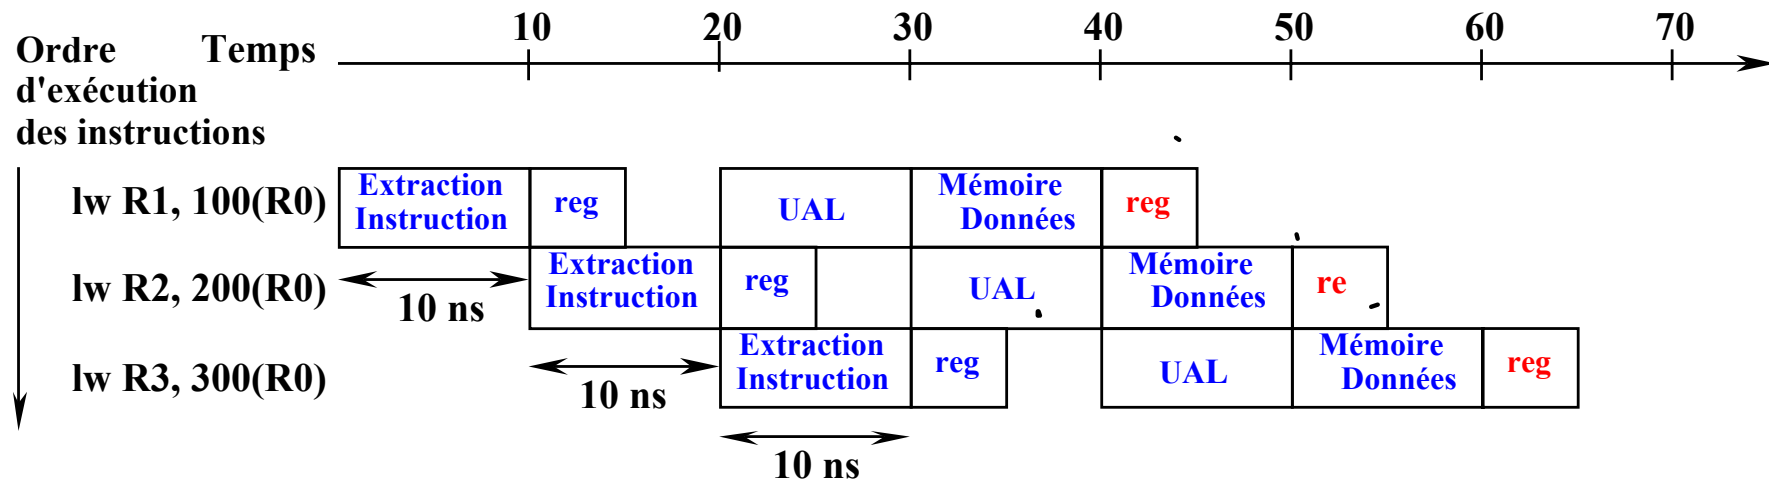 10 20 30 40 50 60 70
Ordre Temps
d'exécution
des instructions
lw R1, 100(R0) Extraction Instruction reg UAL Mémoire Données reg
lw R2, 200(R0) Extraction Instruction reg UAL Mémoire Données re
10 ns
lw R3, 300(R0) Extraction Instruction reg UAL Mémoire Données reg
10 ns
10 ns